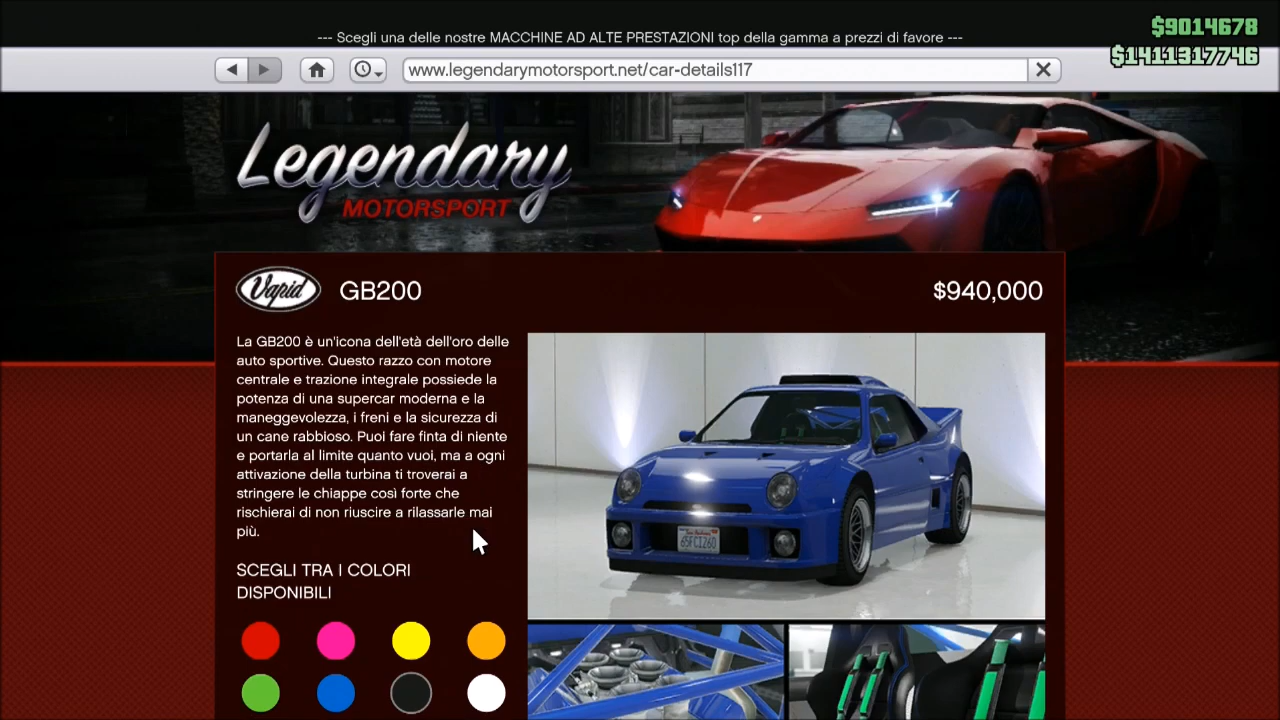 --- Scegli una delle nostre MACCHINE AD ALTE PRESTAZIONI top della gamma a prezzi di favore ---
$9014678
$1411317746
www.legendarymotorsport.net/car-details117
Legendary
MOTORSPORT
Vapid
GB200
$940,000
La GB200 è un'icona dell'età dell'oro delle
auto sportive. Questo razzo con motore
centrale e trazione integrale possiede la
potenza di una supercar moderna e la
maneggevolezza, i freni e la sicurezza di
un cane rabbioso. Puoi fare finta di niente
e portarla al limite quanto vuoi, ma a ogni
attivazione della turbina ti troverai a
stringere le chiappe così forte che
rischierai di non riuscire a rilassarle mai
più.
65FCI260
SCEGLI TRA I COLORI
DISPONIBILI